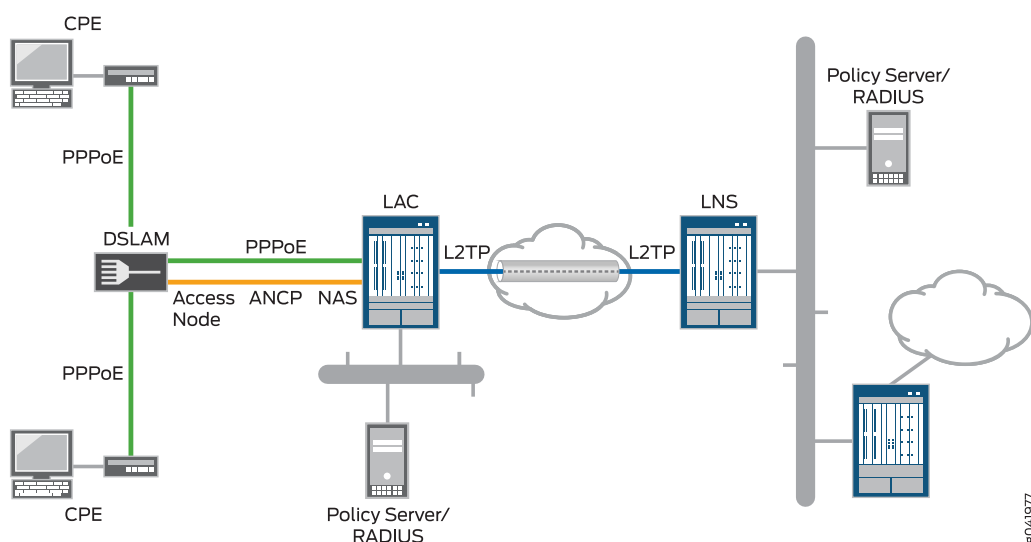 CPE
PPPoE
DSLAM
PPPoE
Access
Node
ANCP
NAS
LAC
L2TP
L2TP
LNS
Policy Server/
RADIUS
PPPoE
CPE
Policy Server/
RADIUS
g041977